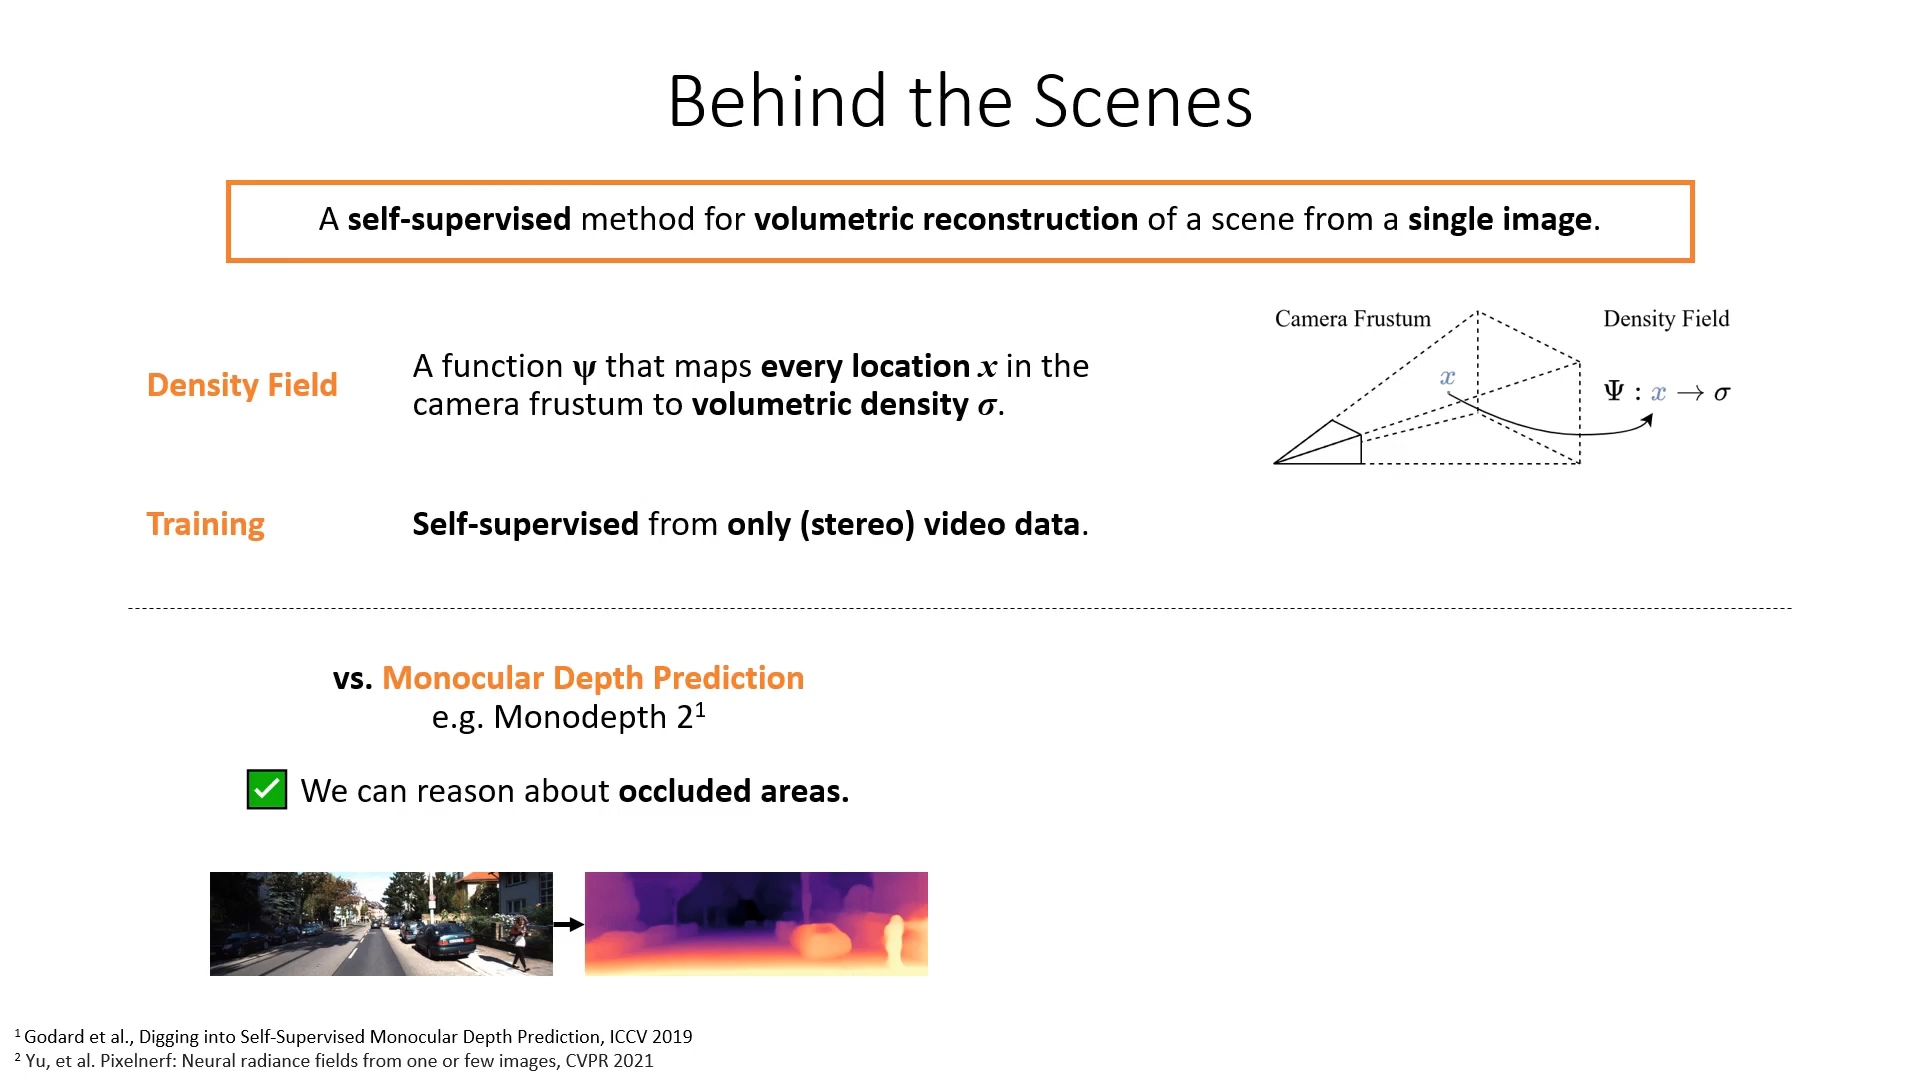 Behind the Scenes
A self-supervised method for volumetric reconstruction of a scene from a single image.
Camera Frustum
Density Field
Density Field
A function ψ that maps every location x in the
camera frustum to volumetric density σ.
x
Ψ : x → σ
Training
Self-supervised from only (stereo) video data.
vs. Monocular Depth Prediction
e.g. Monodepth 2¹
We can reason about occluded areas.
¹ Godard et al., Digging into Self-Supervised Monocular Depth Prediction, ICCV 2019
² Yu, et al. Pixelnerf: Neural radiance fields from one or few images, CVPR 2021